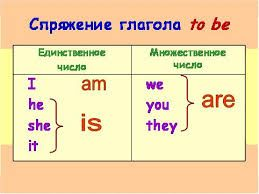 Спряжение глагола to be
Единственное число
Множественное число
I am
he
she is
it
we
you are
they